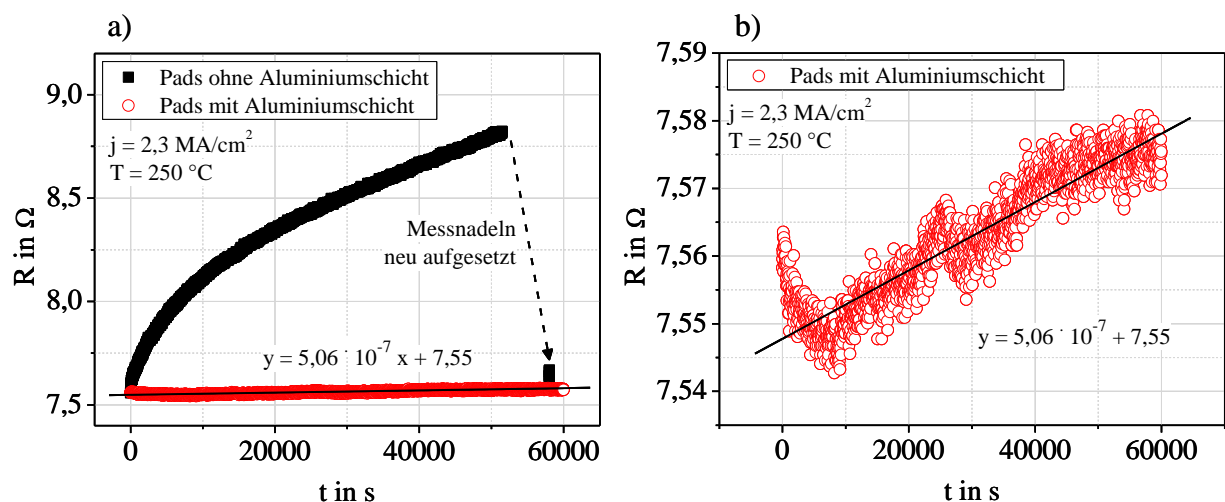 a)
Pads ohne Aluminiumschicht
Pads mit Aluminiumschicht
j = 2,3 MA/cm²
T = 250 °C
Messnadeln
neu aufgesetzt
y = 5,06 · 10⁻⁷ x + 7,55
9,0
8,5
8,0
7,5
R in Ω
0
20000
40000
60000
t in s
b)
Pads mit Aluminiumschicht
j = 2,3 MA/cm²
T = 250 °C
y = 5,06 · 10⁻⁷ + 7,55
7,59
7,58
7,57
7,56
7,55
7,54
R in Ω
0
20000
40000
60000
t in s